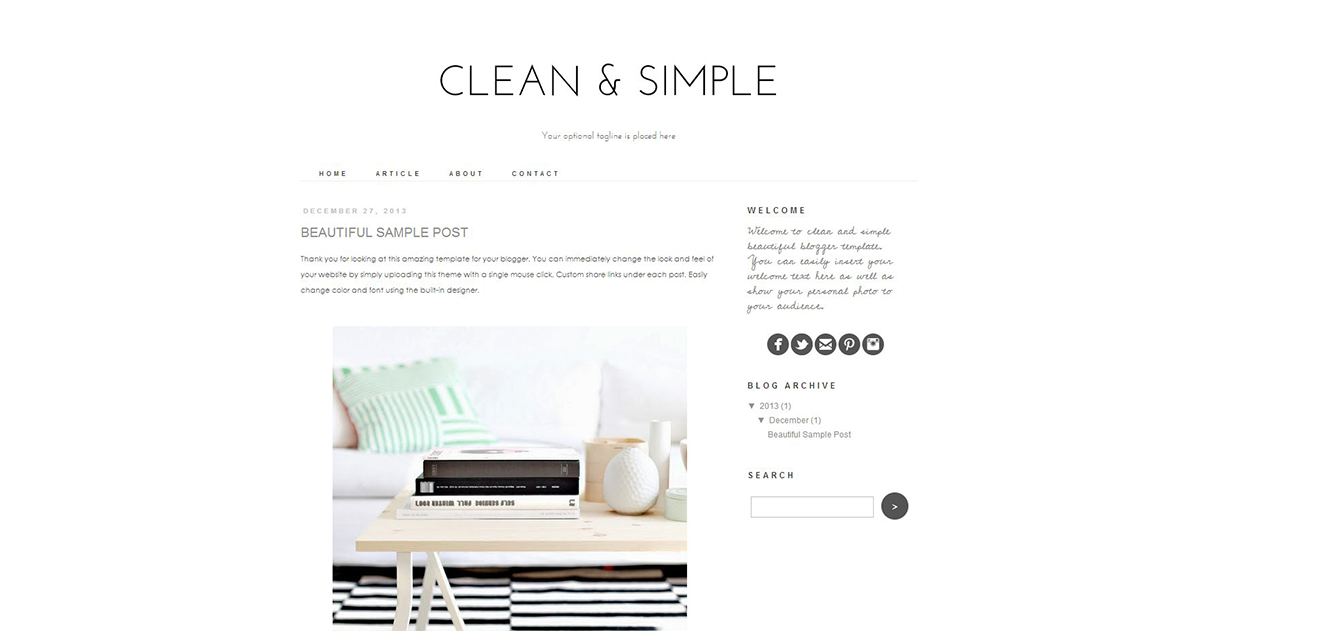 CLEAN & SIMPLE
Your optional tagline is placed here
HOME ARTICLE ABOUT CONTACT
DECEMBER 27, 2013
BEAUTIFUL SAMPLE POST
Thank you for looking at this amazing template for your blogger. You can immediately change the look and feel of
your website by simply uploading this theme with a single mouse click. Custom share links under each post. Easily
change color and font using the built-in designer.
SELF SERVICE FALL WINTER 2007
WELCOME
Welcome to clean and simple
beautiful blogger template.
You can easily insert your
welcome text here as well as
show your personal photo to
your audience.
BLOG ARCHIVE
▼ 2013 (1)
▼ December (1)
Beautiful Sample Post
SEARCH
>